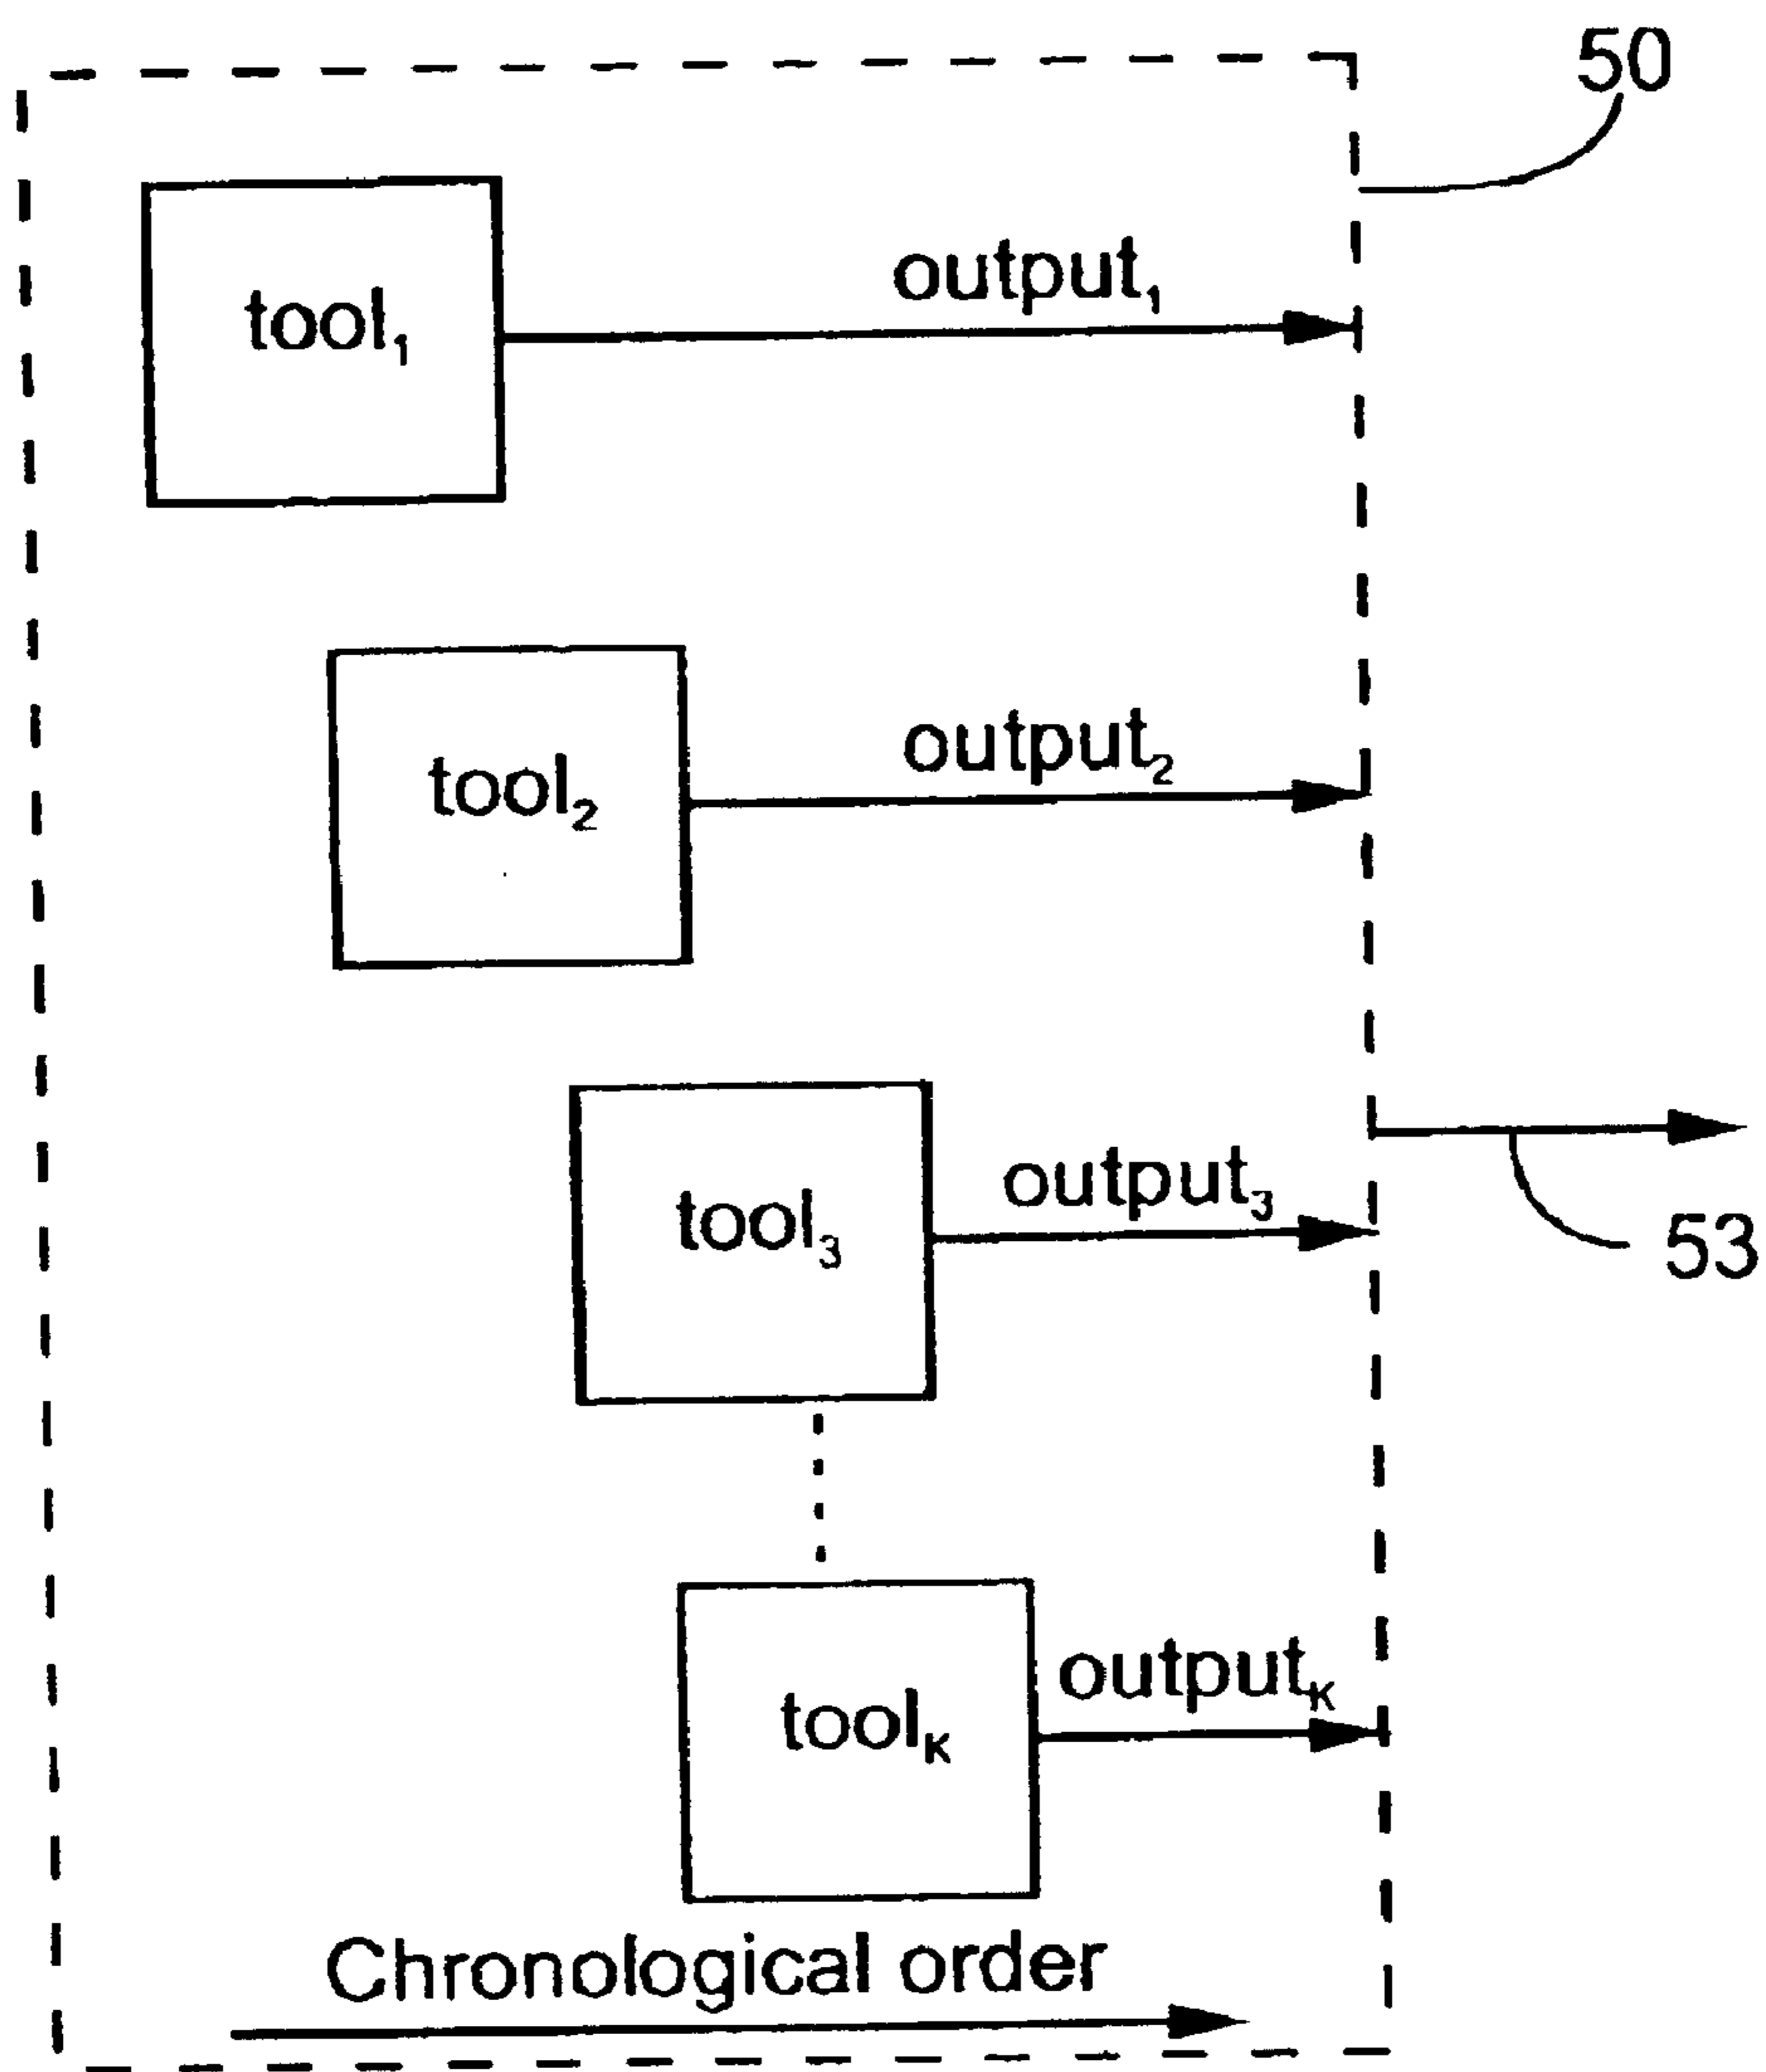 50
output₁
tool₁
output₂
tool₂
output₃
tool₃
53
outputₖ
toolₖ
Chronological order